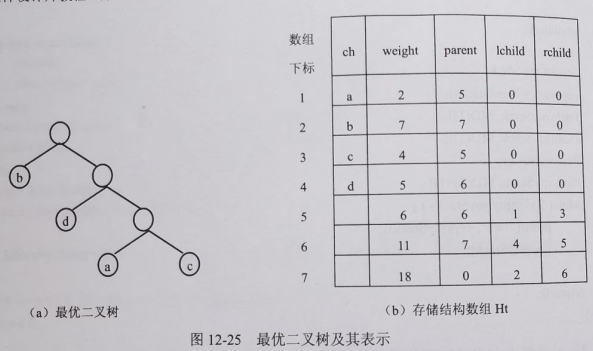 数组
下标
ch weight parent lchild rchild
1 a 2 5 0 0
2 b 7 7 0 0
3 c 4 5 0 0
4 d 5 6 0 0
5 6 6 1 3
6 11 7 4 5
7 18 0 2 6
b
d
a c
(a) 最优二叉树
(b) 存储结构数组 Ht
图 12-25 最优二叉树及其表示